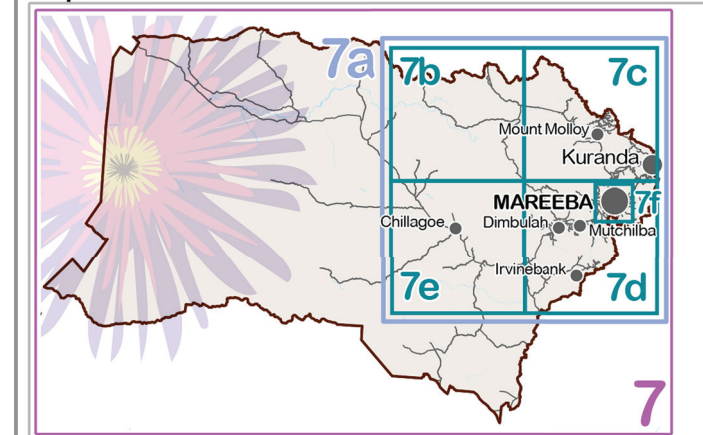 7a
7b
7c
Mount Molloy
Kuranda
MAREEBA
7f
Chillagoe
Dimbulah
Mutchilba
Irvinebank
7e
7d
7